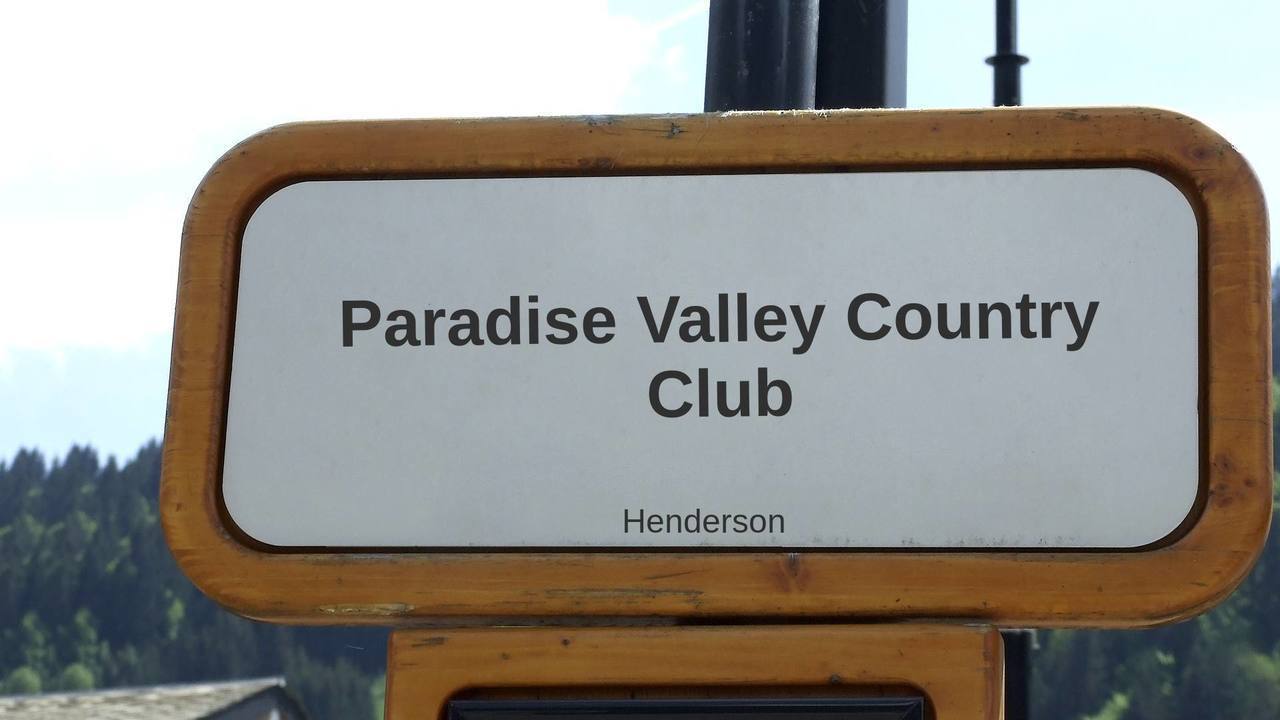 Paradise Valley Country
Club
Henderson